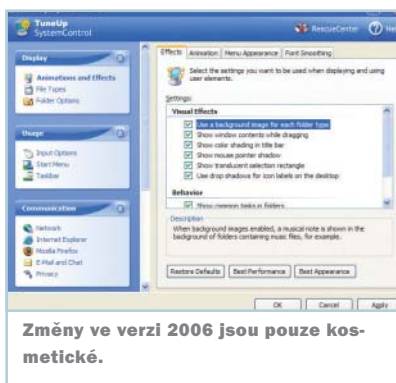 TuneUp
SystemControl
RescueCenter
Display
Animations and Effects
File Types
Folder Options
Usage
Input Options
Start Menu
Taskbar
Communication
Network
Internet Explorer
Mozilla Firefox
E-Mail and Chat
Privacy
Effects Animation Menu Appearance Font Smoothing
Select the settings you want to be used when displaying and using
user elements.
Settings:
Visual Effects
Use a background image for each folder type
Show window contents while dragging
Show color shading in title bar
Show mouse pointer shadow
Show translucent selection rectangle
Use drop shadows for icon labels on the desktop
Behavior
Show common tasks in folders
Description
When background images enabled, a musical note is shown in the
background of folders containing music files, for example.
Restore Defaults Best Performance Best Appearance
OK Cancel Apply
Změny ve verzi 2006 jsou pouze kos-
metické.